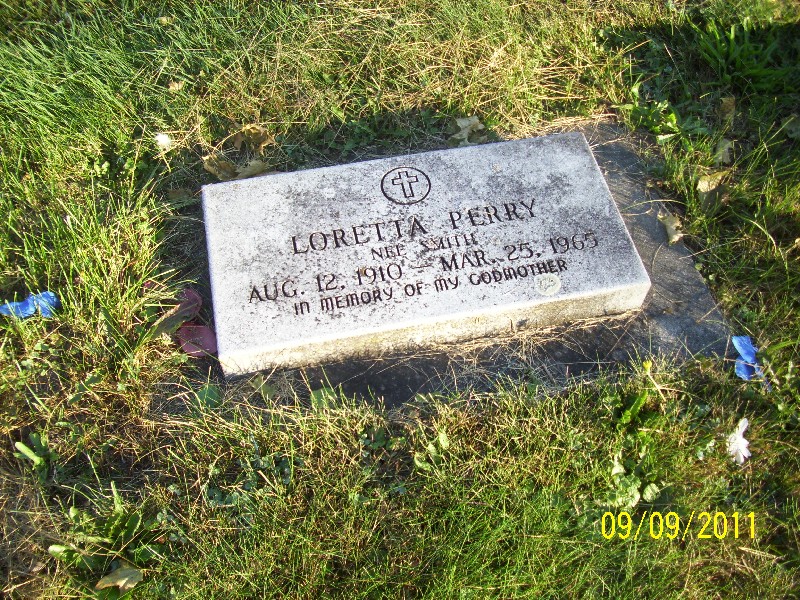 LORETTA PERRY
NEE SMITH
AUG. 12, 1910 – MAR. 25, 1965
IN MEMORY OF MY GODMOTHER
09/09/2011